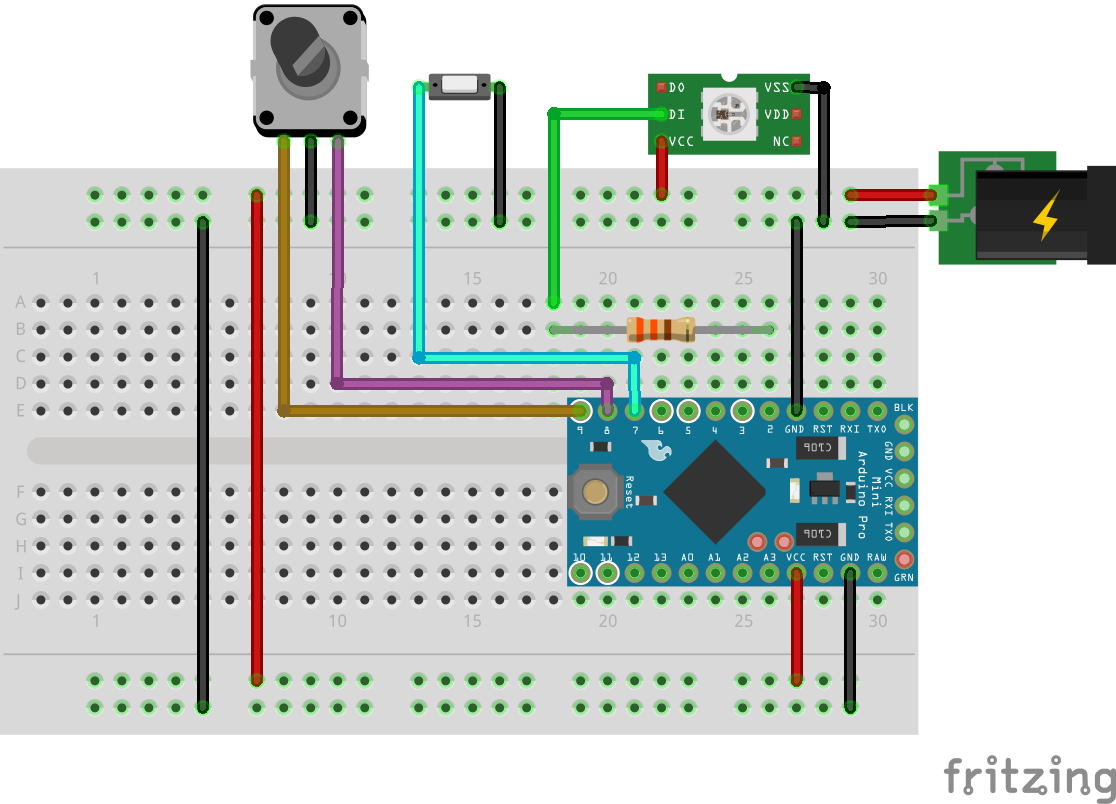 DO VSS
DI VDD
VCC NC
1 10 15 20 25 30
A
B
C
D
E
9 8 7 6 5 4 3 2 GND RST RXI TXO
BLK
GND
VCC
RXI
TXO
GRN
Reset
Arduino Pro
Mini
10 11 12 13 A0 A1 A2 A3 VCC RST GND RAW
F
G
H
I
J
1 10 15 20 25 30
fritzing